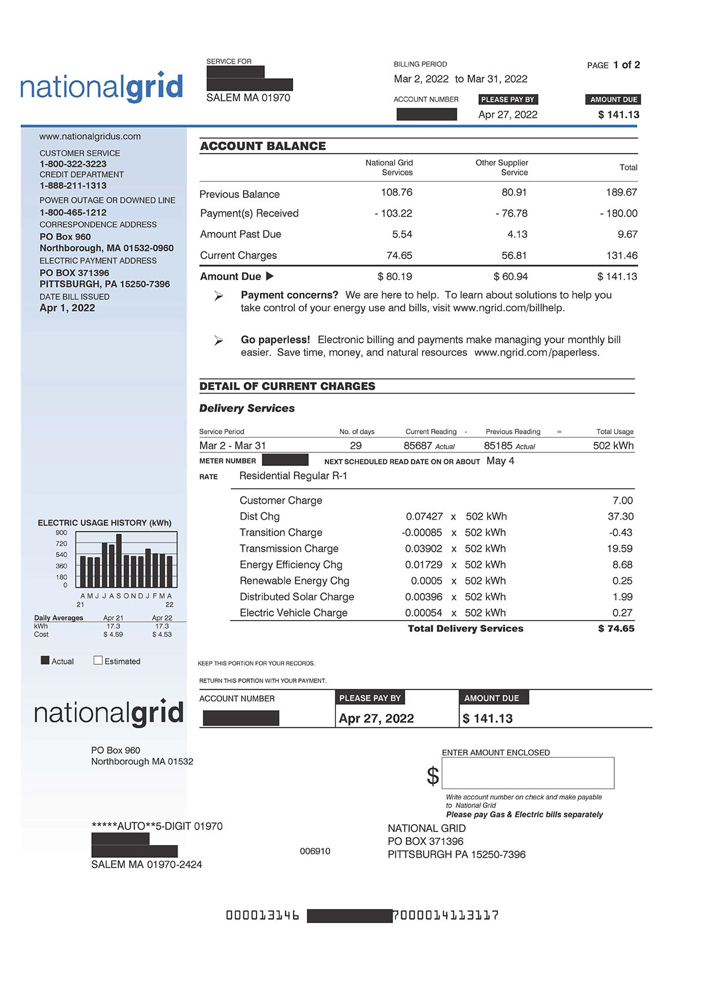 nationalgrid
SERVICE FOR
SALEM MA 01970
BILLING PERIOD
Mar 2, 2022 to Mar 31, 2022
PAGE 1 of 2
ACCOUNT NUMBER PLEASE PAY BY AMOUNT DUE
Apr 27, 2022 $ 141.13
www.nationalgridus.com
CUSTOMER SERVICE
1-800-322-3223
CREDIT DEPARTMENT
1-888-211-1313
POWER OUTAGE OR DOWNED LINE
1-800-465-1212
CORRESPONDENCE ADDRESS
PO Box 960
Northborough, MA 01532-0960
ELECTRIC PAYMENT ADDRESS
PO BOX 371396
PITTSBURGH, PA 15250-7396
DATE BILL ISSUED
Apr 1, 2022
ACCOUNT BALANCE
National Grid Other Supplier
Services Service Total
Previous Balance 108.76 80.91 189.67
Payment(s) Received - 103.22 - 76.78 - 180.00
Amount Past Due 5.54 4.13 9.67
Current Charges 74.65 56.81 131.46
Amount Due ▶ $ 80.19 $ 60.94 $ 141.13
➢ Payment concerns? We are here to help. To learn about solutions to help you
take control of your energy use and bills, visit www.ngrid.com/billhelp.
➢ Go paperless! Electronic billing and payments make managing your monthly bill
easier. Save time, money, and natural resources www.ngrid.com/paperless.
DETAIL OF CURRENT CHARGES
Delivery Services
Service Period No. of days Current Reading - Previous Reading = Total Usage
Mar 2 - Mar 31 29 85687 Actual 85185 Actual 502 kWh
METER NUMBER NEXT SCHEDULED READ DATE ON OR ABOUT May 4
RATE Residential Regular R-1
Customer Charge 7.00
Dist Chg 0.07427 x 502 kWh 37.30
Transition Charge -0.00085 x 502 kWh -0.43
Transmission Charge 0.03902 x 502 kWh 19.59
Energy Efficiency Chg 0.01729 x 502 kWh 8.68
Renewable Energy Chg 0.0005 x 502 kWh 0.25
Distributed Solar Charge 0.00396 x 502 kWh 1.99
Electric Vehicle Charge 0.00054 x 502 kWh 0.27
Total Delivery Services $ 74.65
ELECTRIC USAGE HISTORY (kWh)
900
720
540
360
180
0
A M J J A S O N D J F M A
21 22
Daily Averages Apr 21 Apr 22
kWh 17.3 17.3
Cost $ 4.59 $ 4.53
Actual Estimated
KEEP THIS PORTION FOR YOUR RECORDS.
RETURN THIS PORTION WITH YOUR PAYMENT.
nationalgrid
ACCOUNT NUMBER PLEASE PAY BY AMOUNT DUE
Apr 27, 2022 $ 141.13
PO Box 960
Northborough MA 01532
ENTER AMOUNT ENCLOSED
$
Write account number on check and make payable
to National Grid
Please pay Gas & Electric bills separately
*****AUTO**5-DIGIT 01970
SALEM MA 01970-2424
006910
NATIONAL GRID
PO BOX 371396
PITTSBURGH PA 15250-7396
000013146 7000014113117